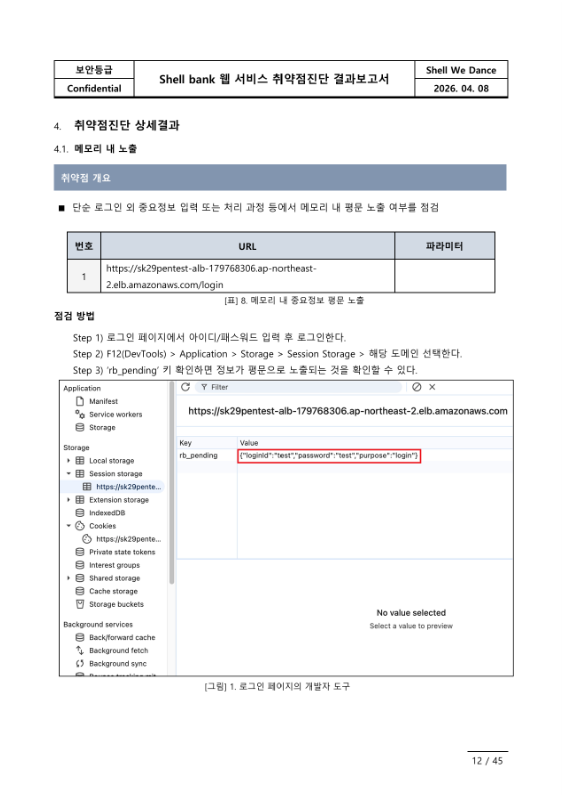 보안등급
Confidential
Shell bank 웹 서비스 취약점진단 결과보고서
Shell We Dance
2026. 04. 08
4. 취약점진단 상세결과
4.1. 메모리 내 노출
취약점 개요
■ 단순 로그인 외 중요정보 입력 또는 처리 과정 등에서 메모리 내 평문 노출 여부를 점검
번호 URL 파라미터
1 https://sk29pentest-alb-179768306.ap-northeast-
2.elb.amazonaws.com/login
[표] 8. 메모리 내 중요정보 평문 노출
점검 방법
Step 1) 로그인 페이지에서 아이디/패스워드 입력 후 로그인한다.
Step 2) F12(DevTools) > Application > Storage > Session Storage > 해당 도메인 선택한다.
Step 3) 'rb_pending' 키 확인하면 정보가 평문으로 노출되는 것을 확인할 수 있다.
Application
Manifest
Service workers
Storage
Storage
Local storage
Session storage
https://sk29pente...
Extension storage
IndexedDB
Cookies
https://sk29pente...
Private state tokens
Interest groups
Shared storage
Cache storage
Storage buckets
Background services
Back/forward cache
Background fetch
Background sync
Filter
https://sk29pentest-alb-179768306.ap-northeast-2.elb.amazonaws.com
Key Value
rb_pending {"loginId":"test","password":"test","purpose":"login"}
No value selected
Select a value to preview
[그림] 1. 로그인 페이지의 개발자 도구
12 / 45